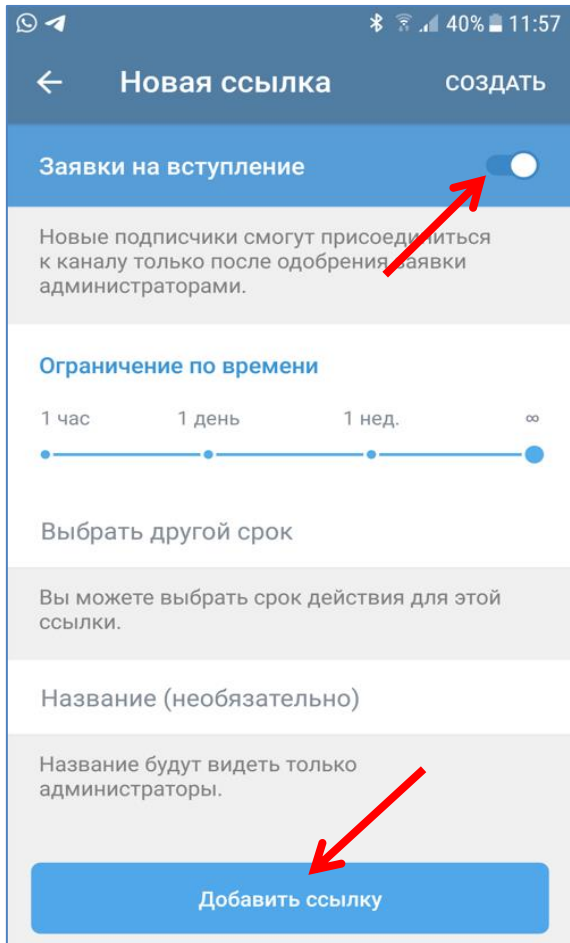 40% 11:57
Новая ссылка СОЗДАТЬ
Заявки на вступление
Новые подписчики смогут присоединиться
к каналу только после одобрения заявки
администраторами.
Ограничение по времени
1 час 1 день 1 нед. ∞
Выбрать другой срок
Вы можете выбрать срок действия для этой
ссылки.
Название (необязательно)
Название будут видеть только
администраторы.
Добавить ссылку